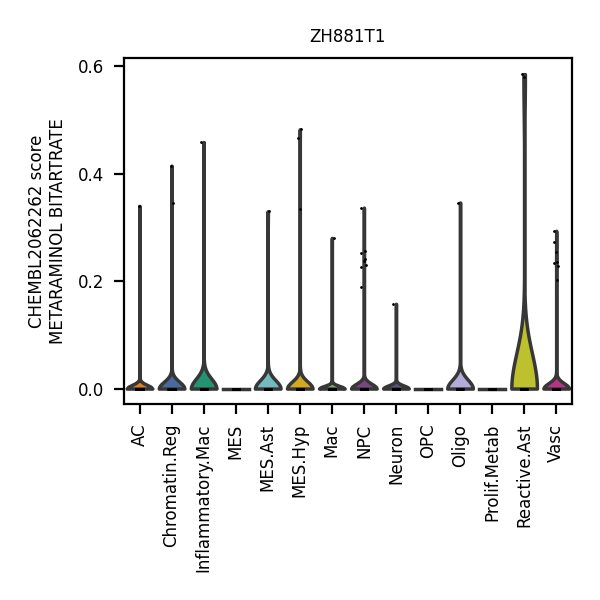 ZH881T1
CHEMBL2062262 score
METARAMINOL BITARTRATE
0.6
0.4
0.2
0.0
AC
Chromatin.Reg
Inflammatory.Mac
MES
MES.Ast
MES.Hyp
Mac
NPC
Neuron
OPC
Oligo
Prolif.Metab
Reactive.Ast
Vasc